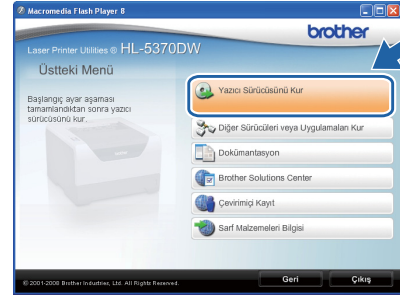 Macromedia Flash Player 8
brother
Laser Printer Utilities ® HL-5370DW
Üstteki Menü
Başlangıç ayar aşaması
tamamlandıktan sonra yazıcı
sürücüsünü kur.
Yazıcı Sürücüsünü Kur
Diğer Sürücüleri veya Uygulamaları Kur
Dokümantasyon
Brother Solutions Center
Çevirimiçi Kayıt
Sarf Malzemeleri Bilgisi
© 2001-2008 Brother Industries, Ltd. All Rights Reserved.
Geri
Çıkış